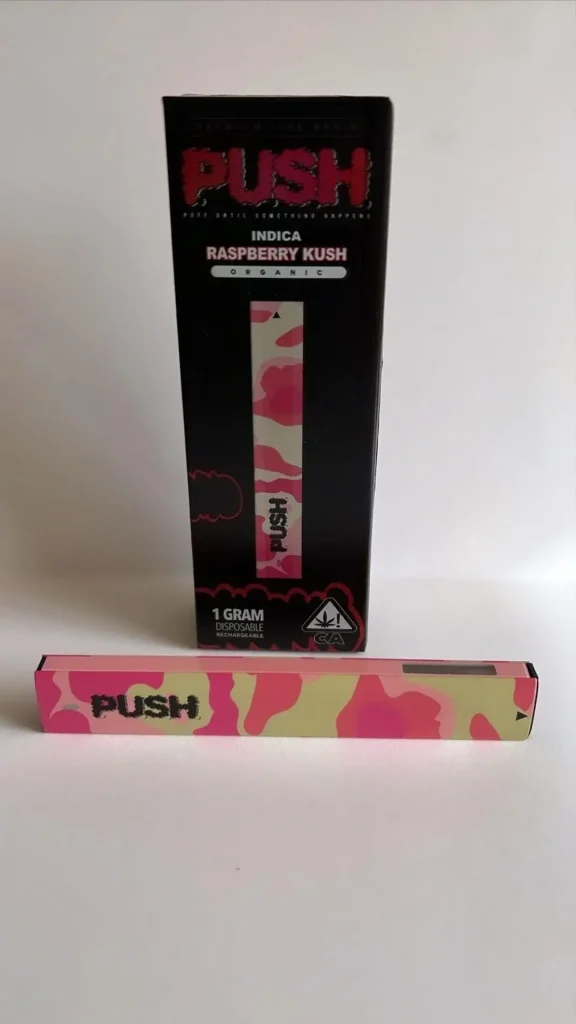 PUSH
PUFF UNTIL SOMETHING HAPPENS
INDICA
RASPBERRY KUSH
ORGANIC
PUSH
1 GRAM
DISPOSABLE
RECHARGEABLE
CA
PUSH